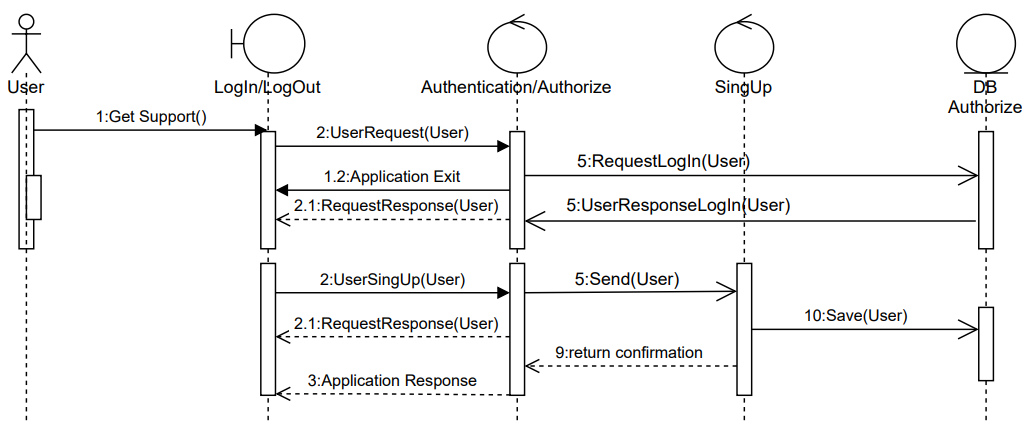 User
LogIn/LogOut
Authentication/Authorize
SingUp
DB
Authorize
1:Get Support()
2:UserRequest(User)
5:RequestLogIn(User)
1.2:Application Exit
2.1:RequestResponse(User)
5:UserResponseLogIn(User)
2:UserSingUp(User)
5:Send(User)
10:Save(User)
2.1:RequestResponse(User)
9:return confirmation
3:Application Response